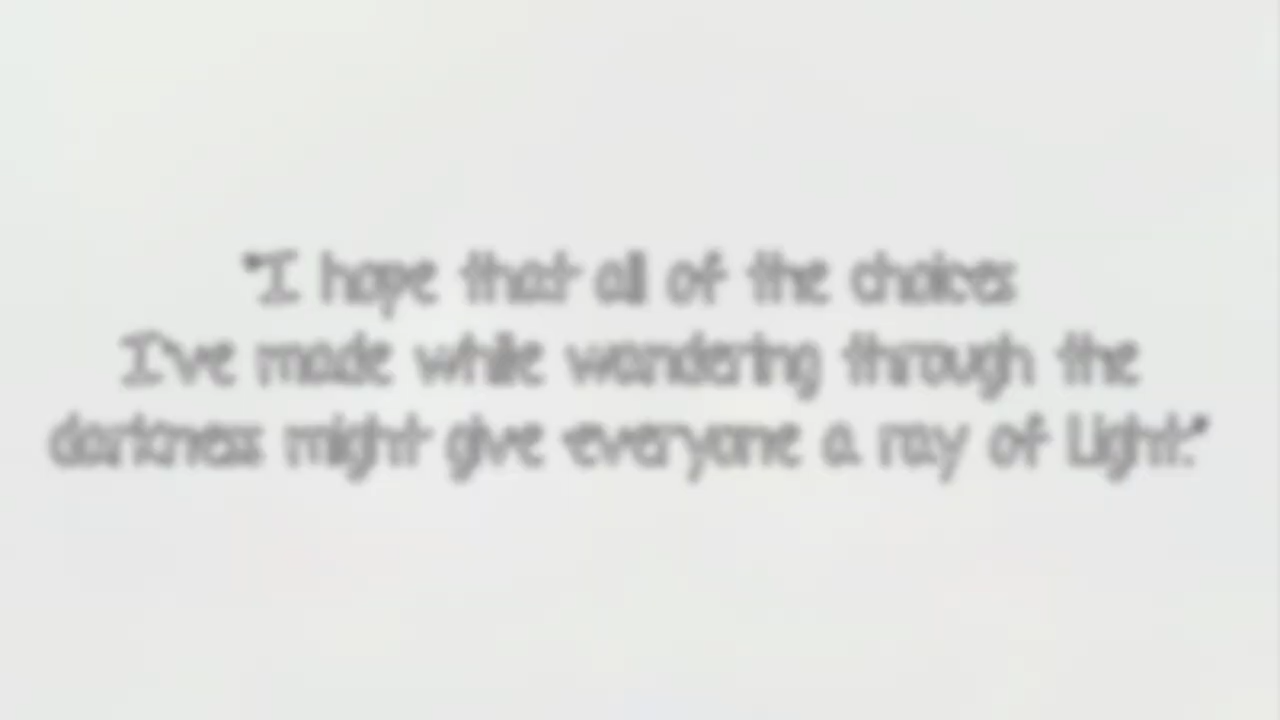 "I hope that all of the choices
I've made while wandering through the
darkness might give everyone a ray of Light."